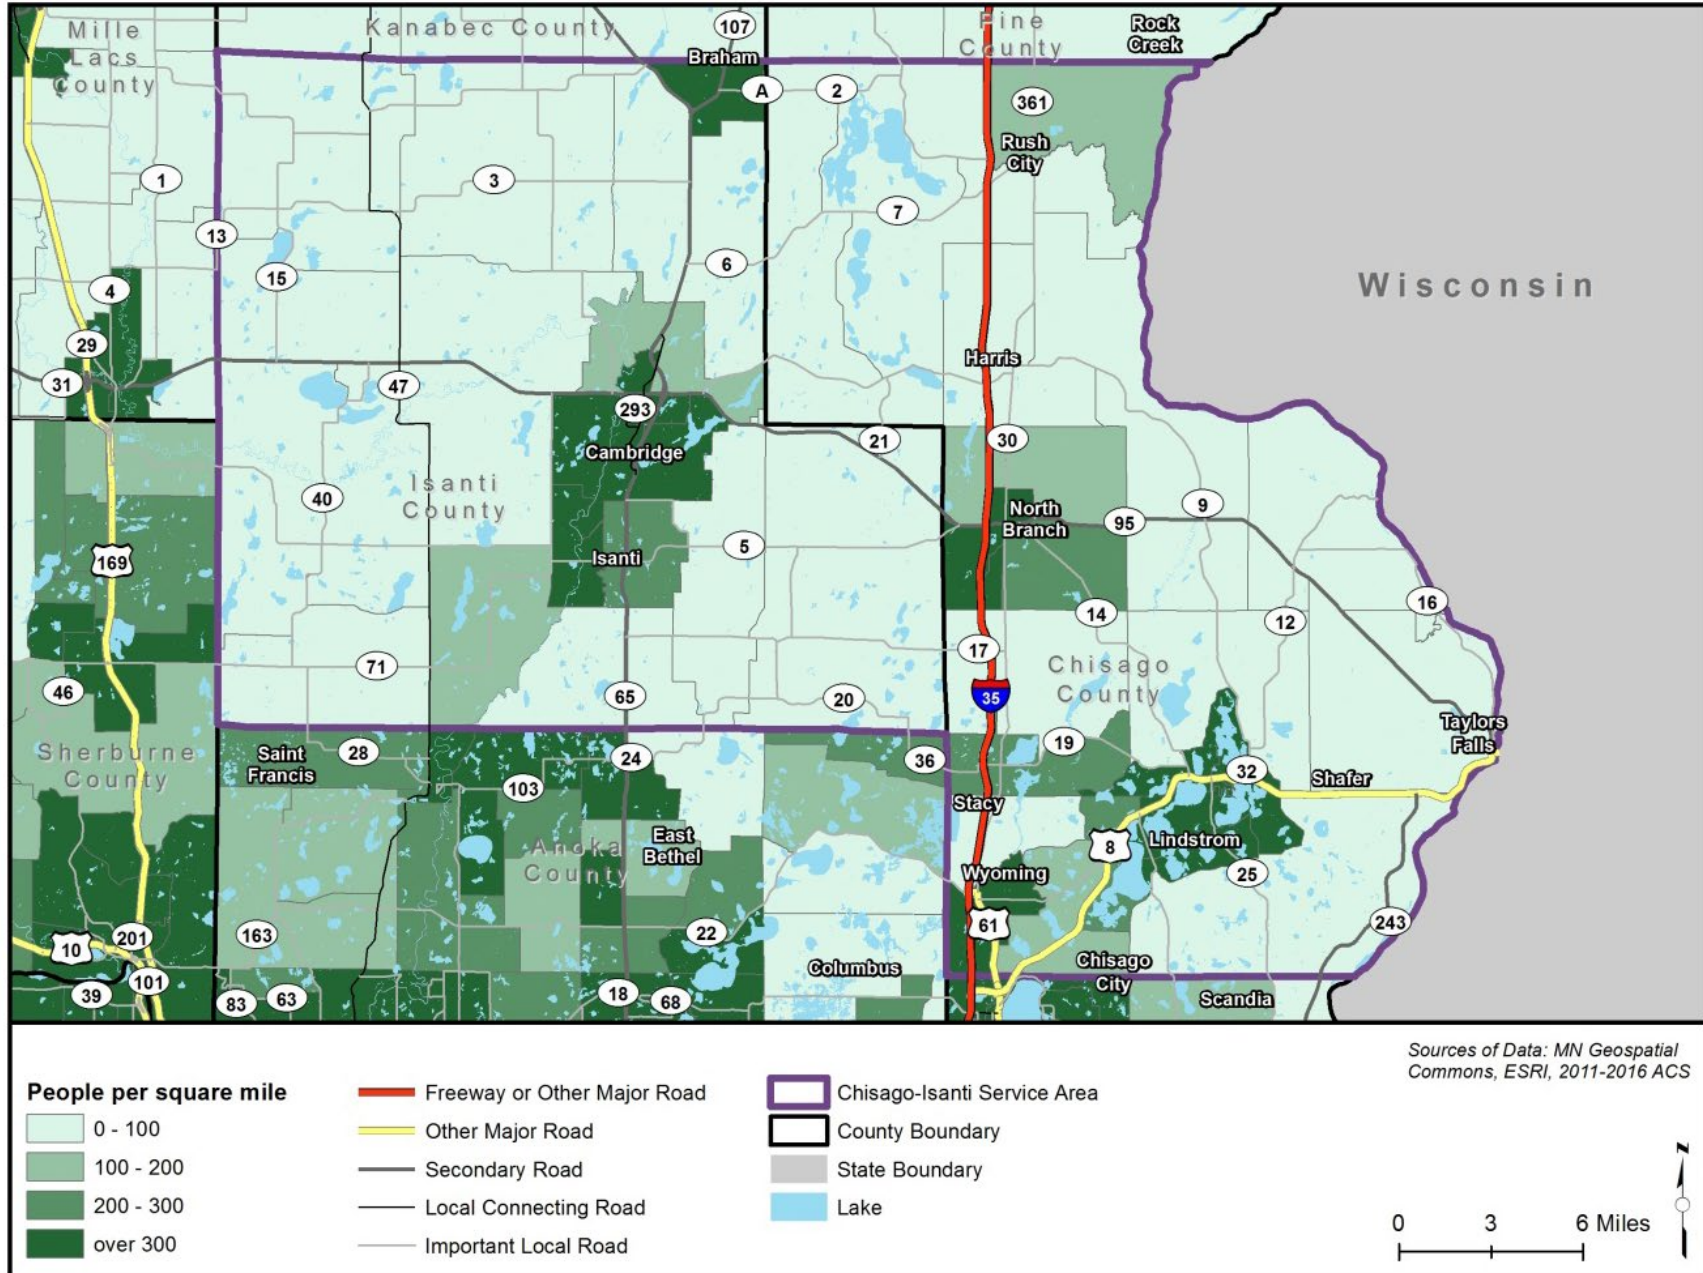 Mille
Lacs
County
Kanabec County
107
Braham
Pine
County
Rock
Creek
A
2
361
Rush
City
1
3
7
13
6
15
4
Wisconsin
29
31
47
Harris
293
21
30
Cambridge
Isanti
County
40
9
North
Branch
95
169
Isanti
5
16
14
12
17
71
46
65
20
35
Chisago
County
Taylors
Falls
Sherburne
County
Saint
Francis
28
24
36
19
32
Shafer
103
Stacy
East
Bethel
Anoka
County
8
Lindstrom
Wyoming
25
61
243
163
22
10
201
Columbus
Chisago
City
101
39
83
63
18
68
Scandia
Sources of Data: MN Geospatial
Commons, ESRI, 2011-2016 ACS
People per square mile
0 - 100
100 - 200
200 - 300
over 300
Freeway or Other Major Road
Other Major Road
Secondary Road
Local Connecting Road
Important Local Road
Chisago-Isanti Service Area
County Boundary
State Boundary
Lake
0 3 6 Miles
N